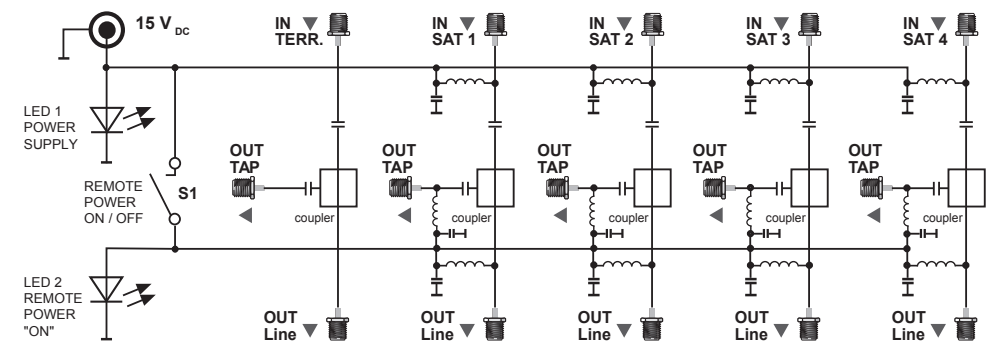 15 V DC
IN
TERR.
IN
SAT 1
IN
SAT 2
IN
SAT 3
IN
SAT 4
LED 1
POWER
SUPPLY
REMOTE
POWER
ON / OFF
S1
OUT
TAP
coupler
OUT
TAP
coupler
OUT
TAP
coupler
OUT
TAP
coupler
OUT
TAP
coupler
LED 2
REMOTE
POWER
"ON"
OUT
Line
OUT
Line
OUT
Line
OUT
Line
OUT
Line